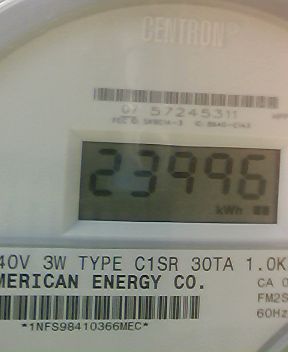 CENTRON®
07 57245311
23996
kWh
40V 3W TYPE C1SR 30TA 1.0K
MERICAN ENERGY CO.
CA 0
FM2S
60Hz
*1NFS98410366MEC*